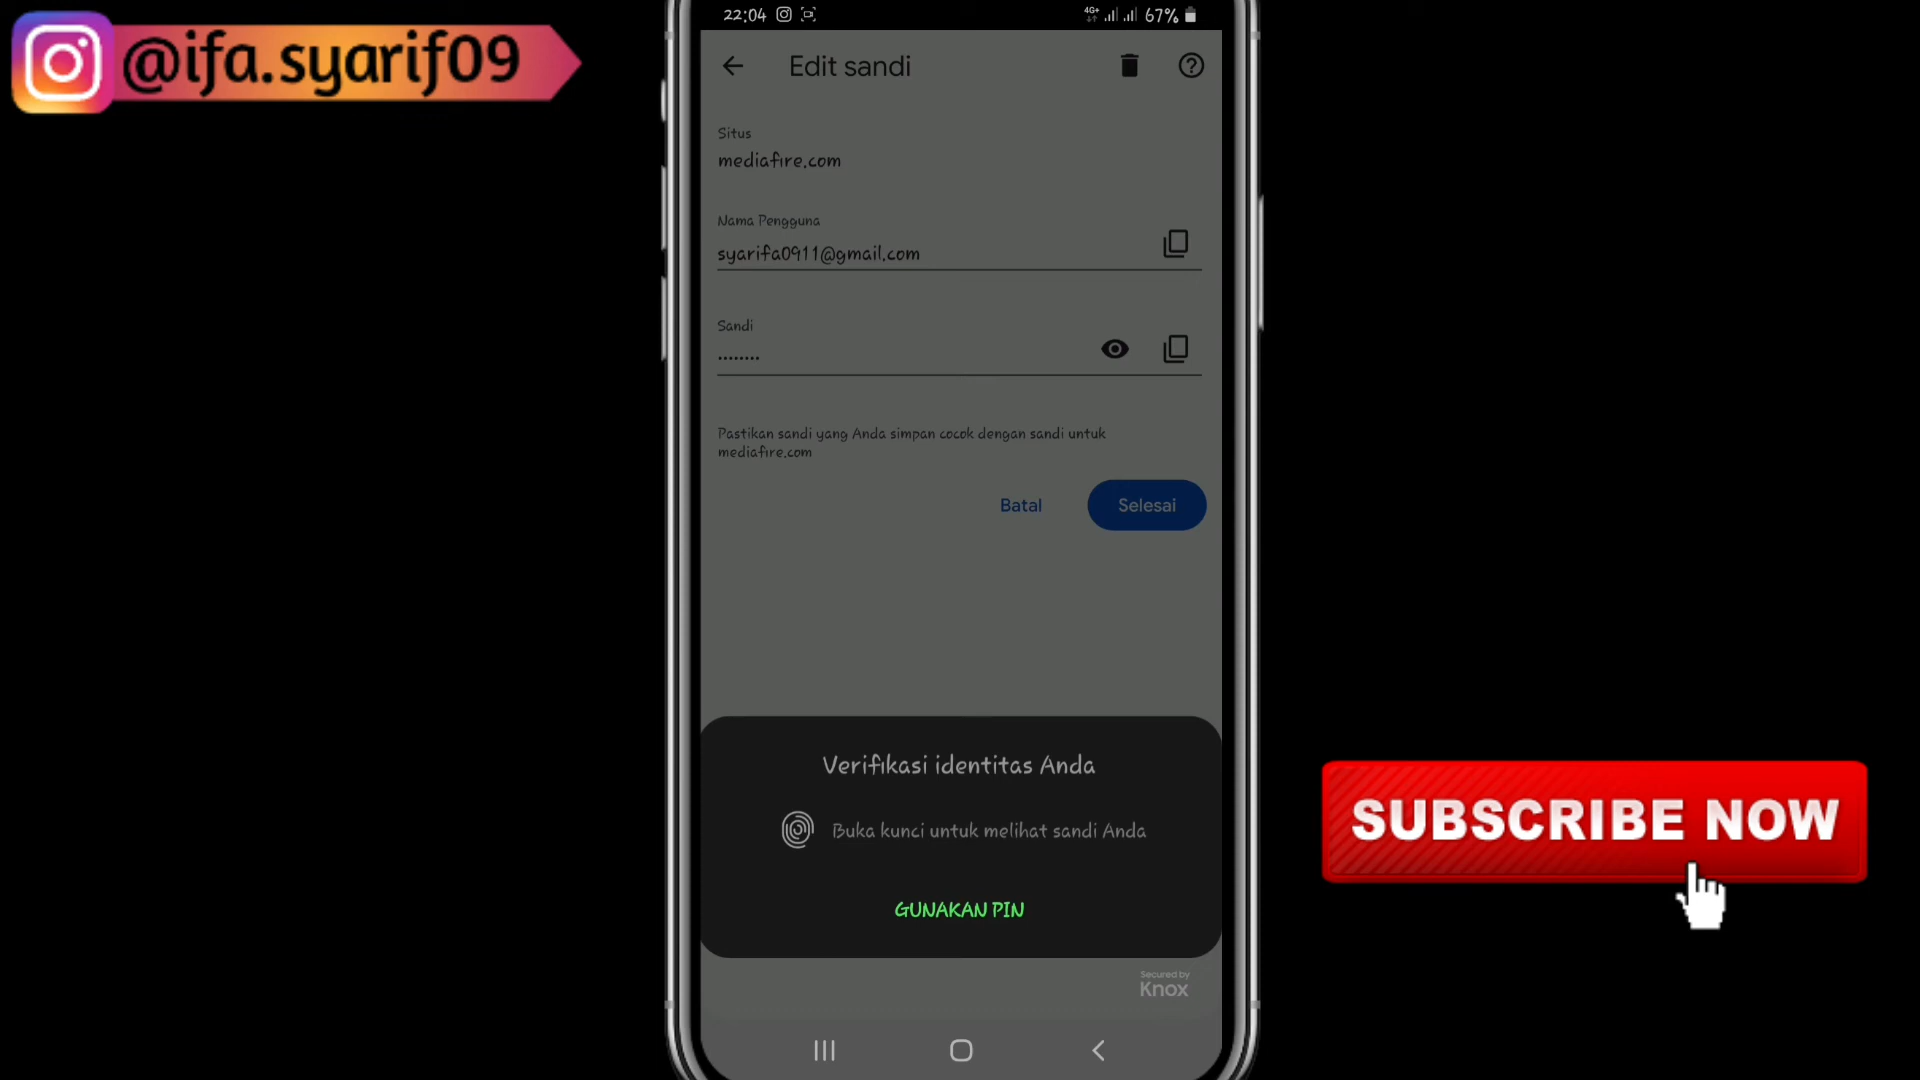 @ifa.syarif09
22:04
4G+
67%
Edit sandi
Situs
mediafire.com
Nama Pengguna
syarifa0911@gmail.com
Sandi
........
Pastikan sandi yang Anda simpan cocok dengan sandi untuk
mediafire.com
Batal
Selesai
Verifikasi identitas Anda
Buka kunci untuk melihat sandi Anda
GUNAKAN PIN
Secured by
Knox
SUBSCRIBE NOW